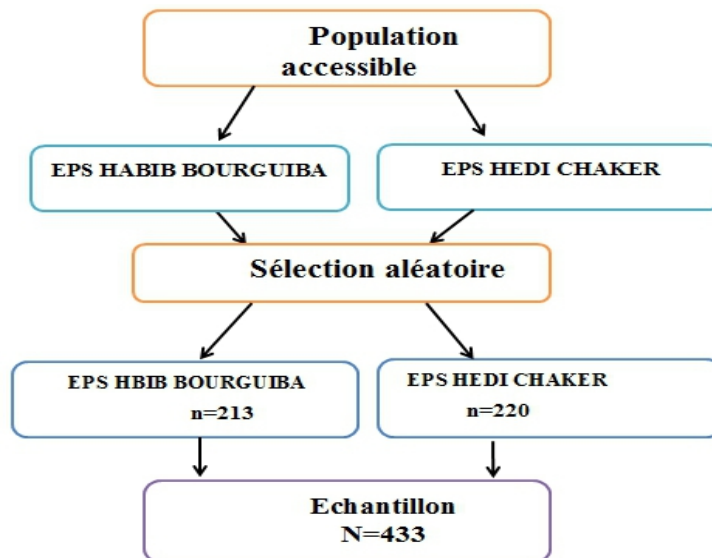 Population
accessible
EPS HABIB BOURGUIBA
EPS HEDI CHAKER
Sélection aléatoire
EPS HBIB BOURGUIBA
n=213
EPS HEDI CHAKER
n=220
Echantillon
N=433